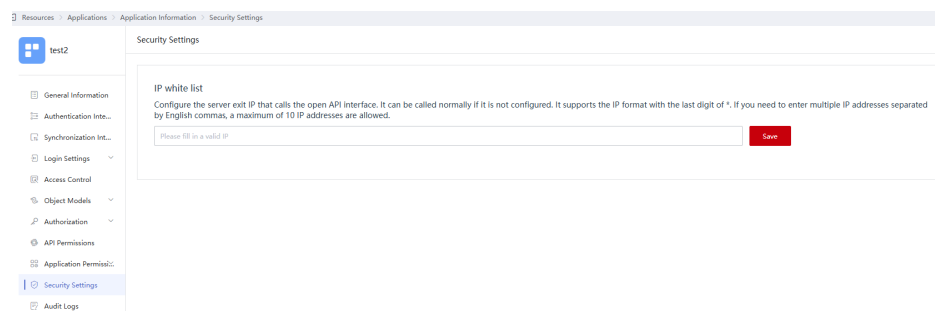 Resources > Applications > Application Information > Security Settings
test2
Security Settings
General Information
Authentication Inte...
Synchronization Int...
Login Settings
Access Control
Object Models
Authorization
API Permissions
Application Permissi...
Security Settings
Audit Logs
IP white list
Configure the server exit IP that calls the open API interface. It can be called normally if it is not configured. It supports the IP format with the last digit of *. If you need to enter multiple IP addresses separated
by English commas, a maximum of 10 IP addresses are allowed.
Please fill in a valid IP
Save